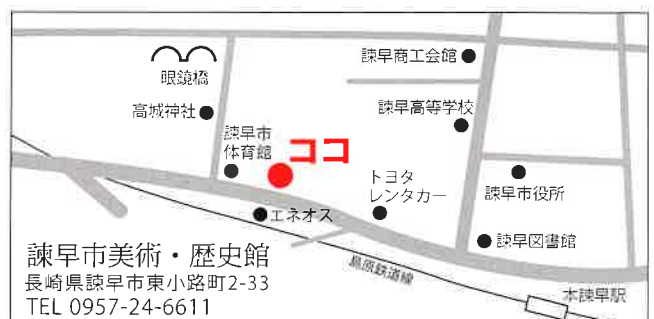 諫早商工会館
眼鏡橋
高城神社
諫早高等学校
諫早市
体育館
ココ
トヨタ
レンタカー
諫早市役所
エネオス
諫早図書館
島原鉄道線
本諫早駅
諫早市美術・歴史館
長崎県諫早市東小路町2-33
TEL 0957-24-6611